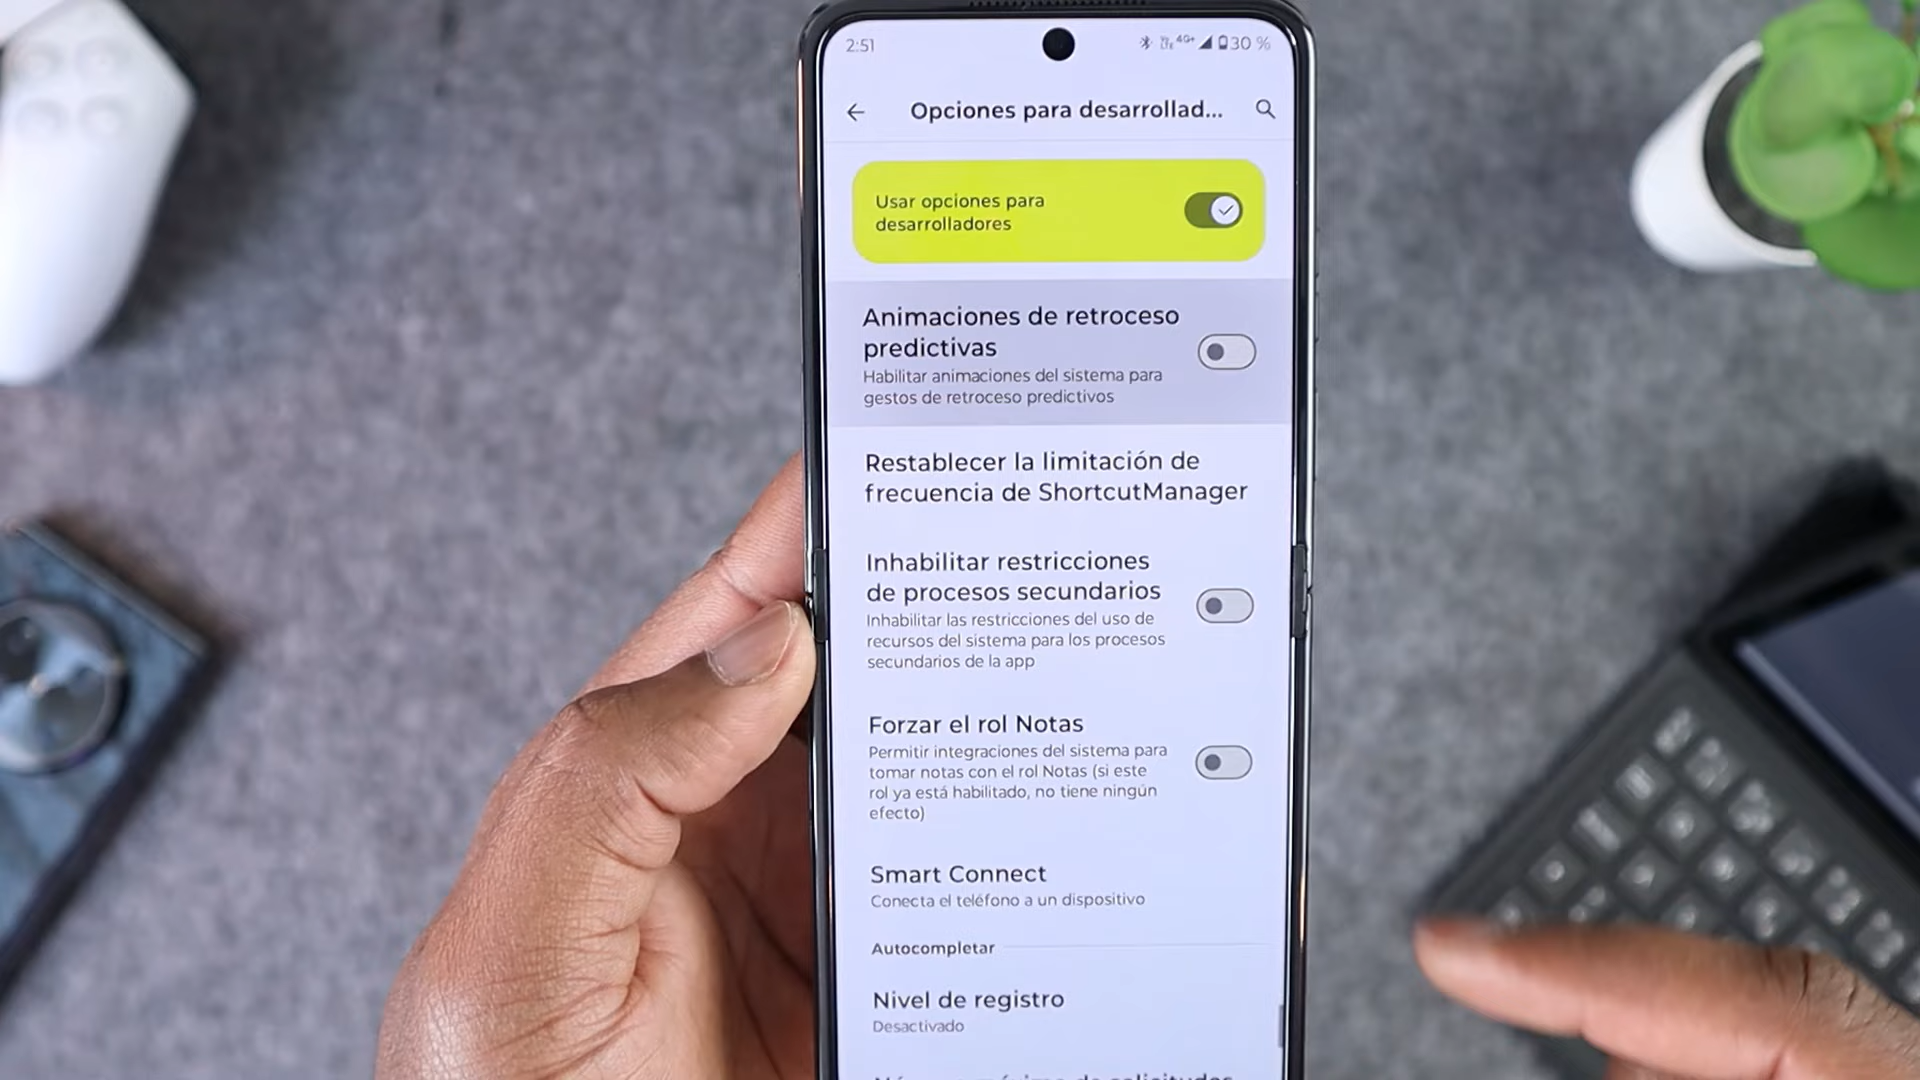 2:51
4G+ 30 %
Opciones para desarrollad...
Usar opciones para
desarrolladores
Animaciones de retroceso
predictivas
Habilitar animaciones del sistema para
gestos de retroceso predictivos
Restablecer la limitación de
frecuencia de ShortcutManager
Inhabilitar restricciones
de procesos secundarios
Inhabilitar las restricciones del uso de
recursos del sistema para los procesos
secundarios de la app
Forzar el rol Notas
Permitir integraciones del sistema para
tomar notas con el rol Notas (si este
rol ya está habilitado, no tiene ningún
efecto)
Smart Connect
Conecta el teléfono a un dispositivo
Autocompletar
Nivel de registro
Desactivado